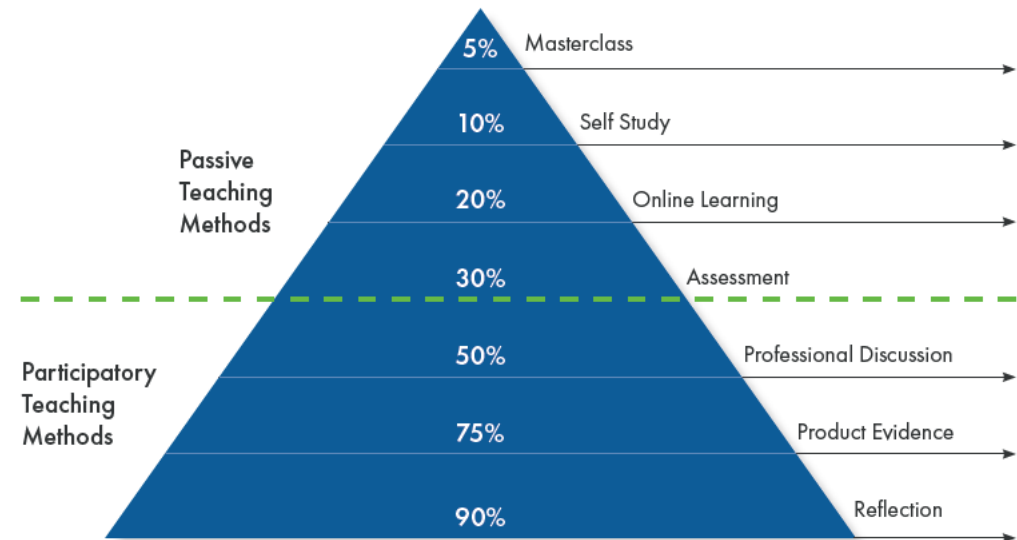 5% Masterclass
10% Self Study
Passive
Teaching
Methods
20% Online Learning
30% Assessment
50% Professional Discussion
Participatory
Teaching
Methods
75% Product Evidence
90% Reflection